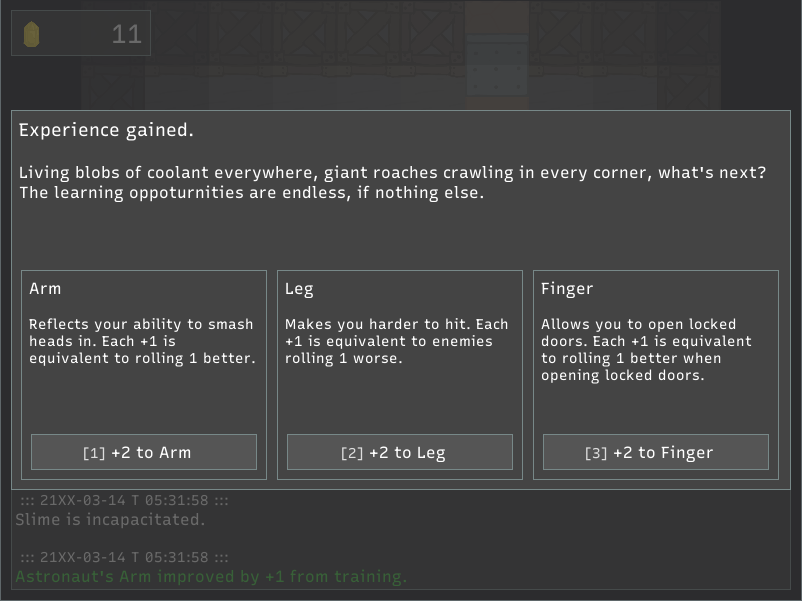 11
Experience gained.
Living blobs of coolant everywhere, giant roaches crawling in every corner, what's next?
The learning oppoturnities are endless, if nothing else.
Arm
Reflects your ability to smash
heads in. Each +1 is
equivalent to rolling 1 better.
[1] +2 to Arm
Leg
Makes you harder to hit. Each
+1 is equivalent to enemies
rolling 1 worse.
[2] +2 to Leg
Finger
Allows you to open locked
doors. Each +1 is equivalent
to rolling 1 better when
opening locked doors.
[3] +2 to Finger
::: 21XX-03-14 T 05:31:58 :::
Slime is incapacitated.
::: 21XX-03-14 T 05:31:58 :::
Astronaut's Arm improved by +1 from training.